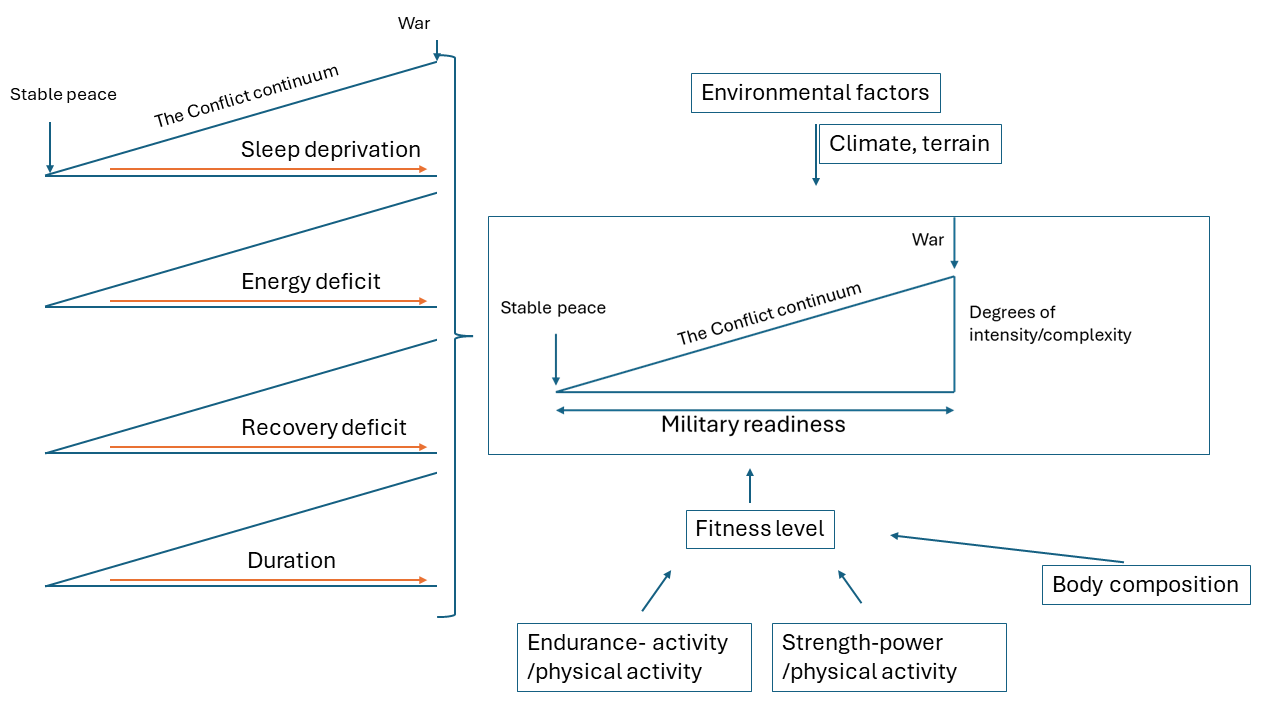 War
Stable peace
The Conflict continuum
Sleep deprivation
Energy deficit
Recovery deficit
Duration
Environmental factors
Climate, terrain
War
Stable peace
The Conflict continuum
Degrees of
intensity/complexity
Military readiness
Fitness level
Body composition
Endurance- activity
/physical activity
Strength-power
/physical activity